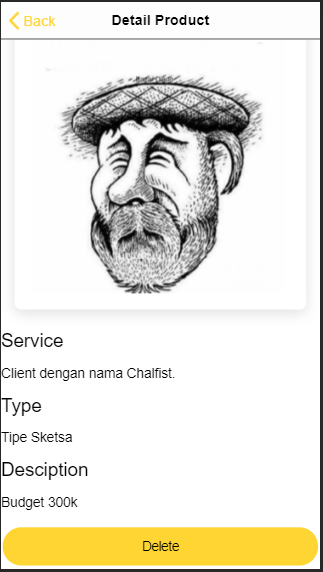 Back
Detail Product
Service
Client dengan nama Chalfist.
Type
Tipe Sketsa
Desciption
Budget 300k
Delete